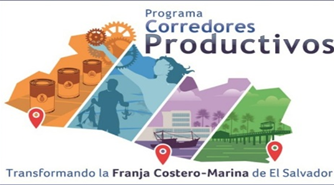 Programa
Corredores
Productivos
Transformando la Franja Costero-Marina de El Salvador